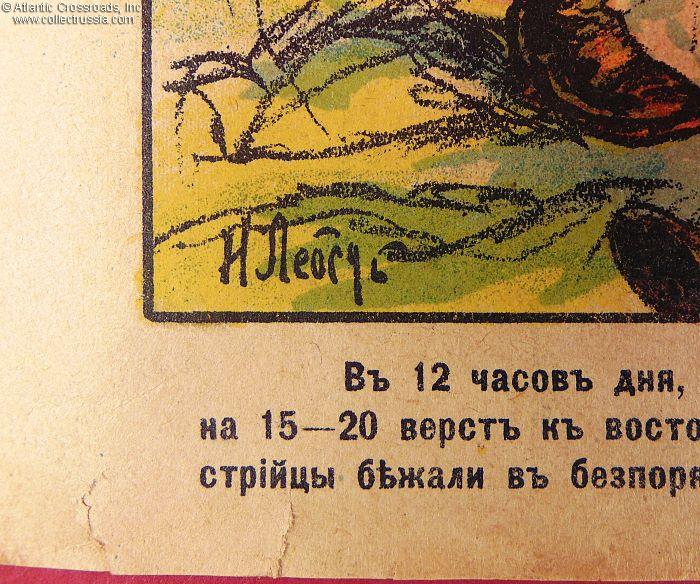 © Atlantic Crossroads, Inc
www.collectrussia.com
Въ 12 часовъ дня,
на 15—20 верстъ къ восто
стрійцы бѣжали въ безпоря